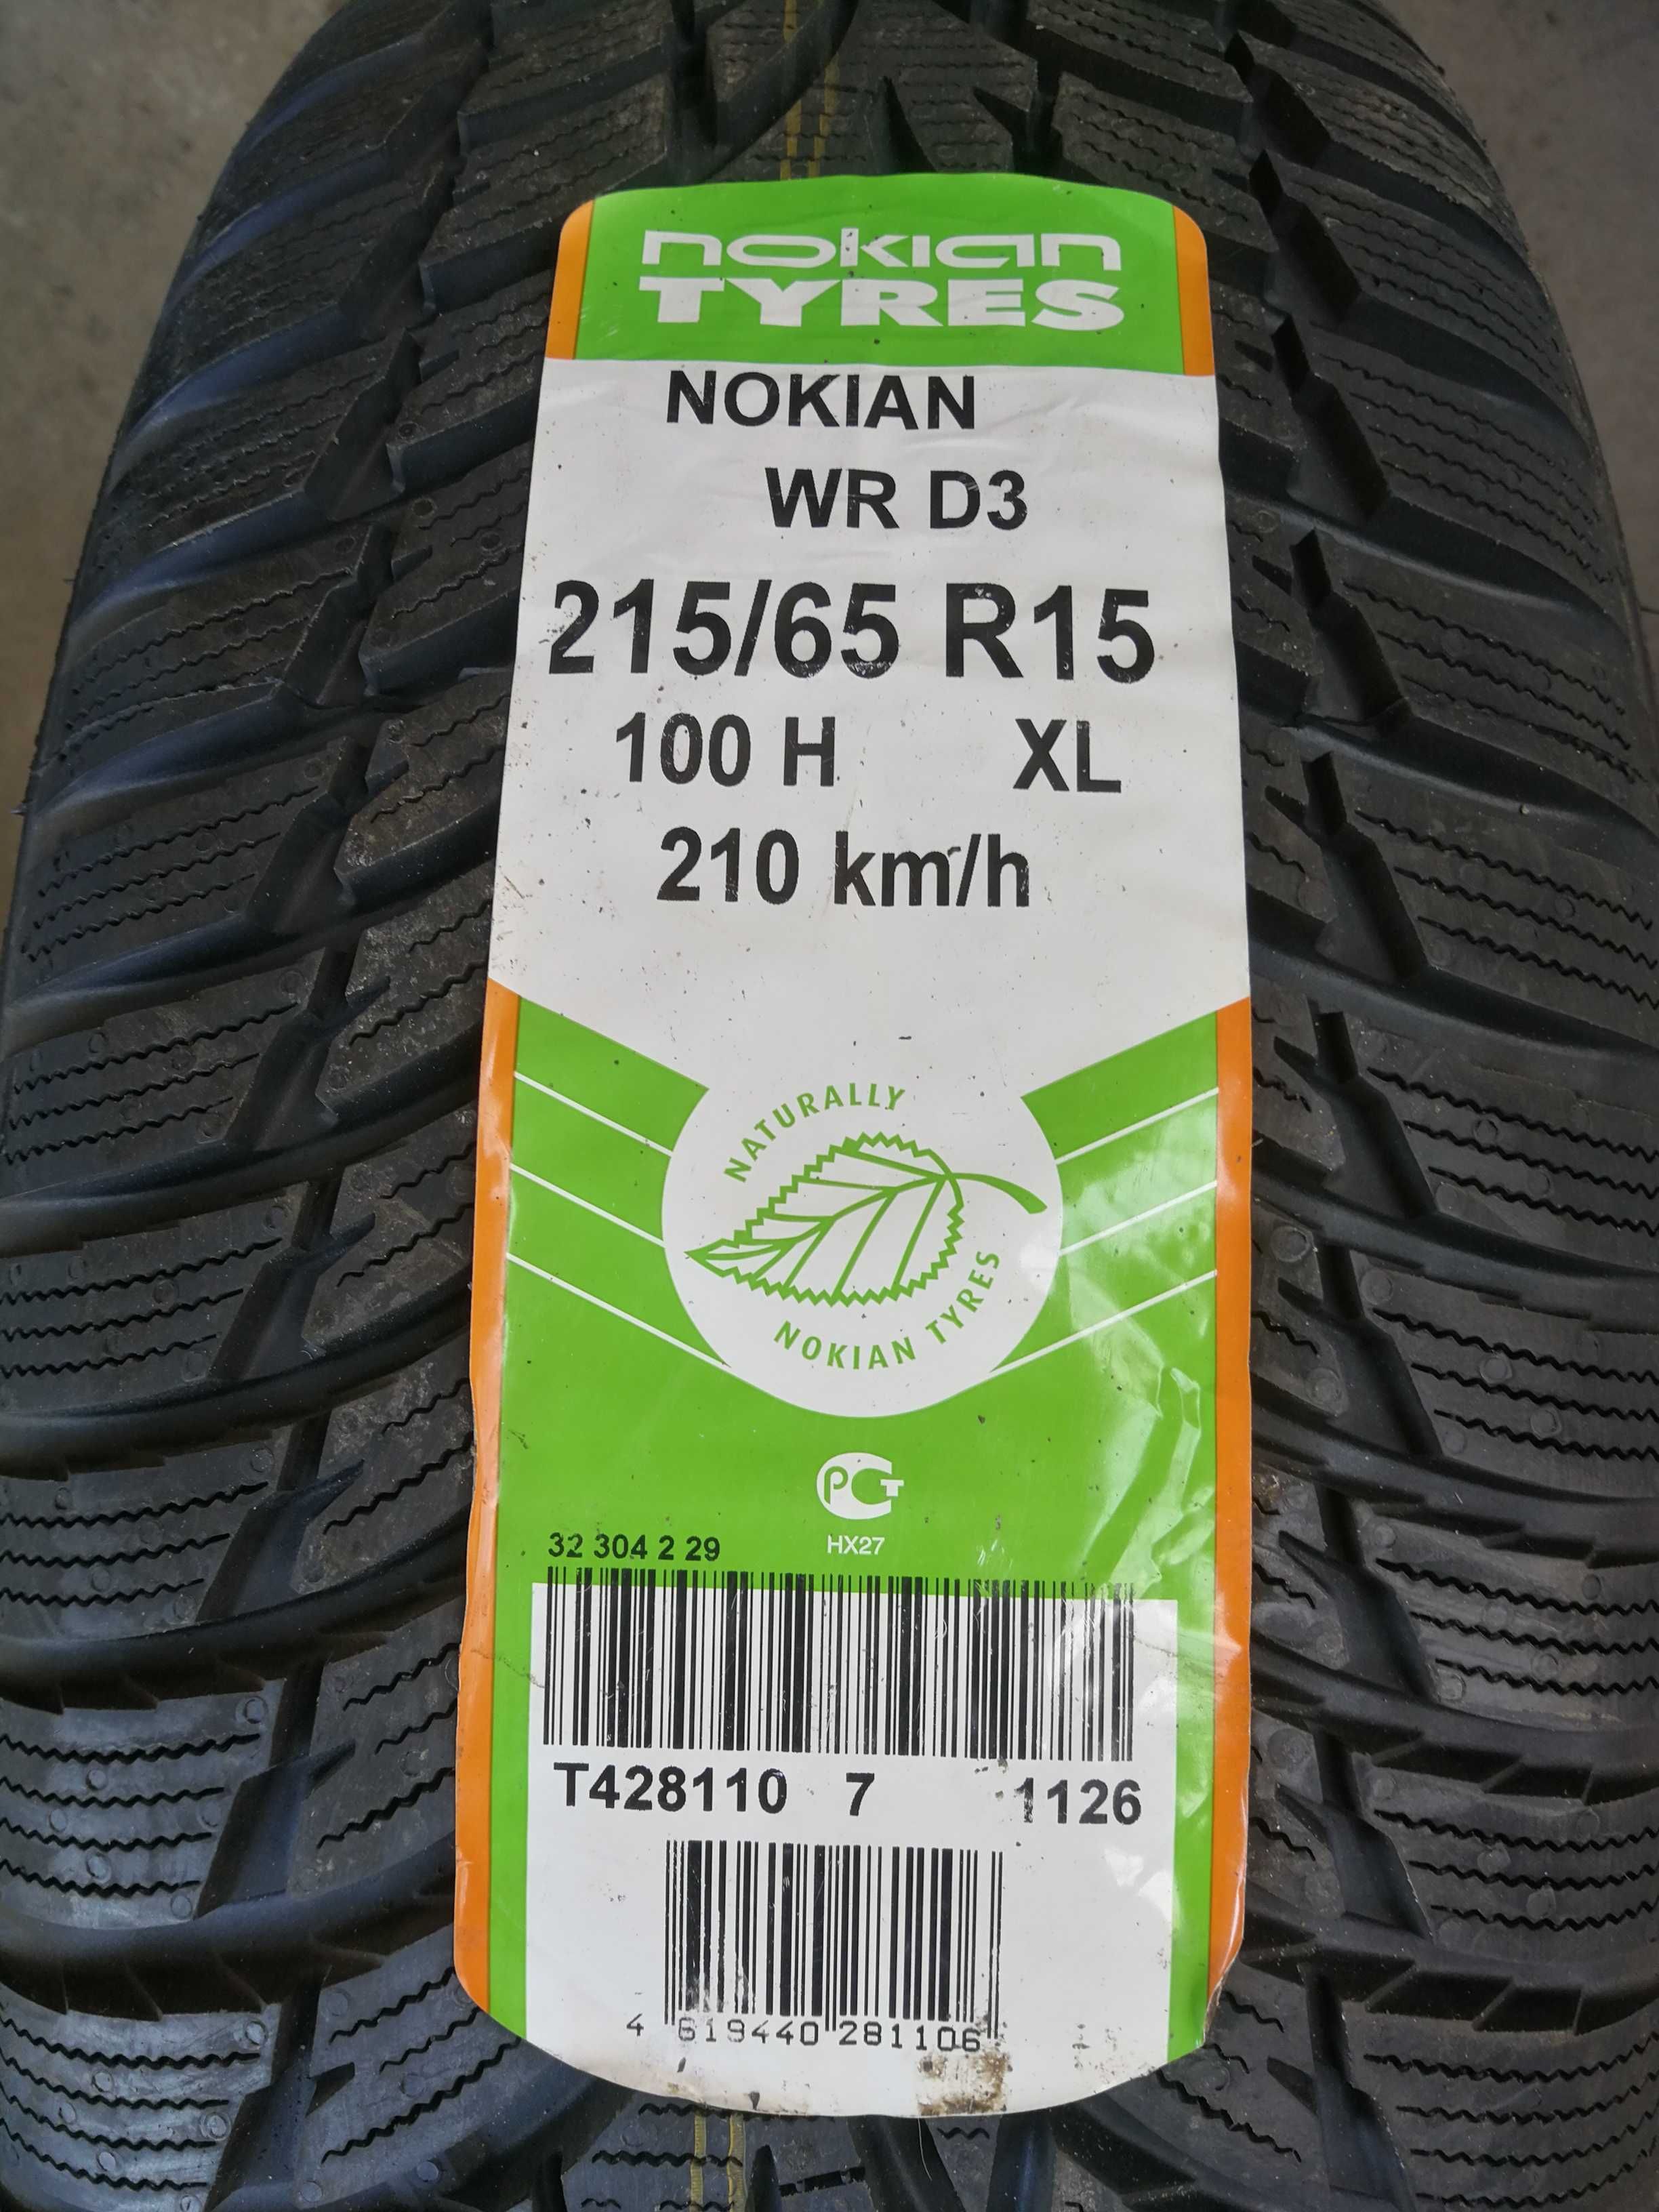 nokian
TYRES
NOKIAN
WR D3
215/65 R15
100 H XL
210 km/h
NATURALLY
NOKIAN TYRES
PCT
HX27
32 304 2 29
T428110 7 1126
4 619440 281106